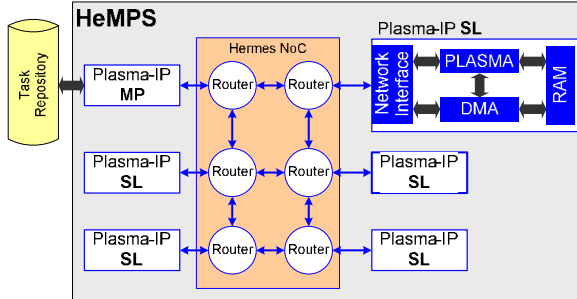 HeMPS
Plasma-IP SL
Hermes NoC
Task
Repository
Plasma-IP
MP
Router
Router
Network
Interface
PLASMA
DMA
RAM
Plasma-IP
SL
Router
Router
Plasma-IP
SL
Plasma-IP
SL
Router
Router
Plasma-IP
SL